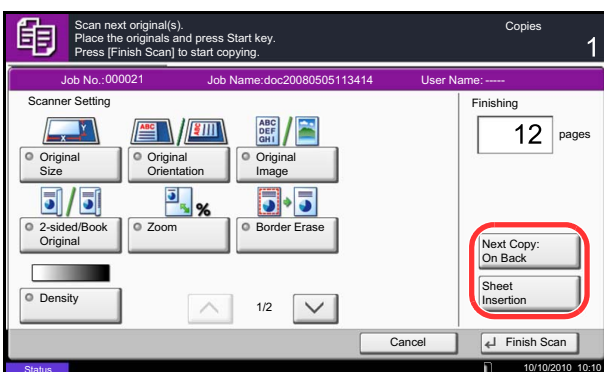 Scan next original(s).
Place the originals and press Start key.
Press [Finish Scan] to start copying.
Copies
1
Job No.:000021
Job Name:doc20080505113414
User Name:-----
Scanner Setting
Finishing
12 pages
Y
X
ABC
ABC
ABC
DEF
GHI
Original
Size
Original
Orientation
Original
Image
%
2-sided/Book
Original
Zoom
Border Erase
Next Copy:
On Back
Sheet
Insertion
Density
1/2
Cancel
Finish Scan
Status
10/10/2010 10:10